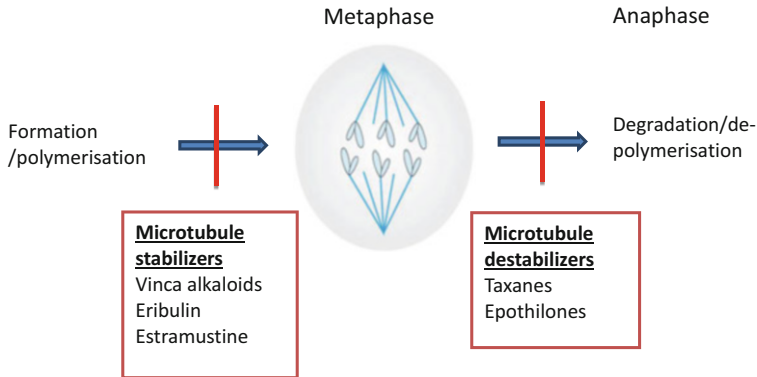 Metaphase
Anaphase
Formation
/polymerisation
Degradation/de-
polymerisation
Microtubule
stabilizers
Vinca alkaloids
Eribulin
Estramustine
Microtubule
destabilizers
Taxanes
Epothilones